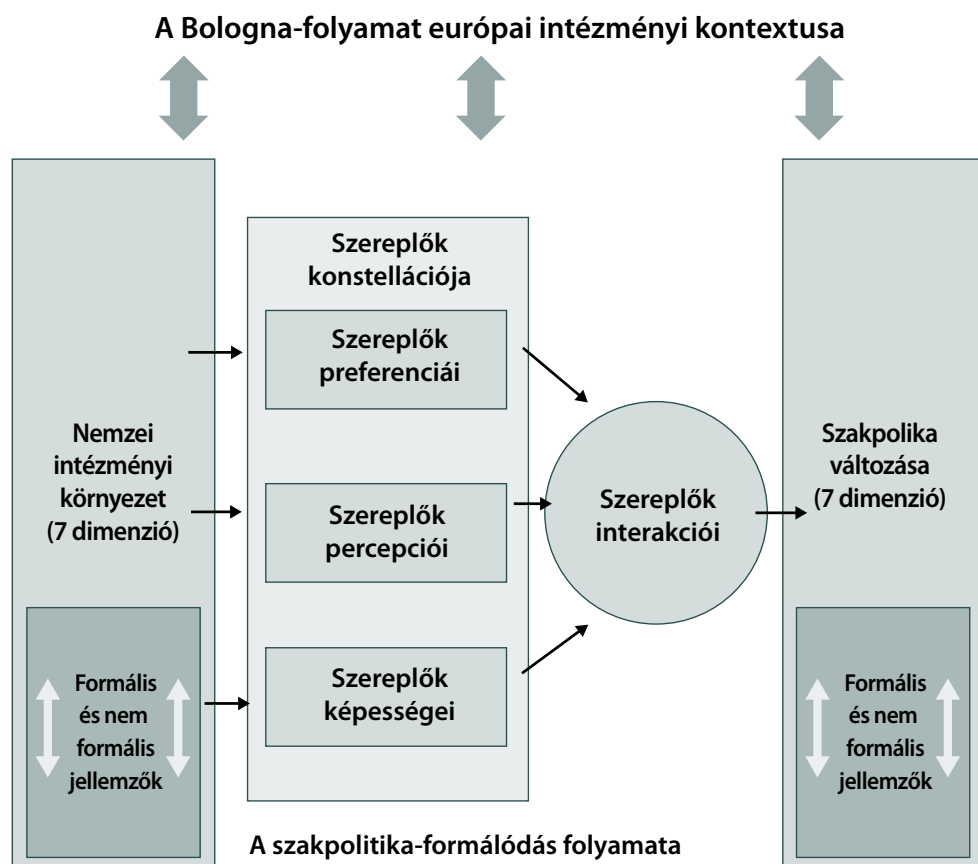 A Bologna-folyamat európai intézményi kontextusa
Nemzei
intézményi
környezet
(7 dimenzió)
Formális
és nem
formális
jellemzők
Szereplők
konstellációja
Szereplők
preferenciái
Szereplők
percepciói
Szereplők
képességei
Szereplők
interakciói
Szakpolika
változása
(7 dimenzió)
Formális
és nem
formális
jellemzők
A szakpolitika-formálódás folyamata